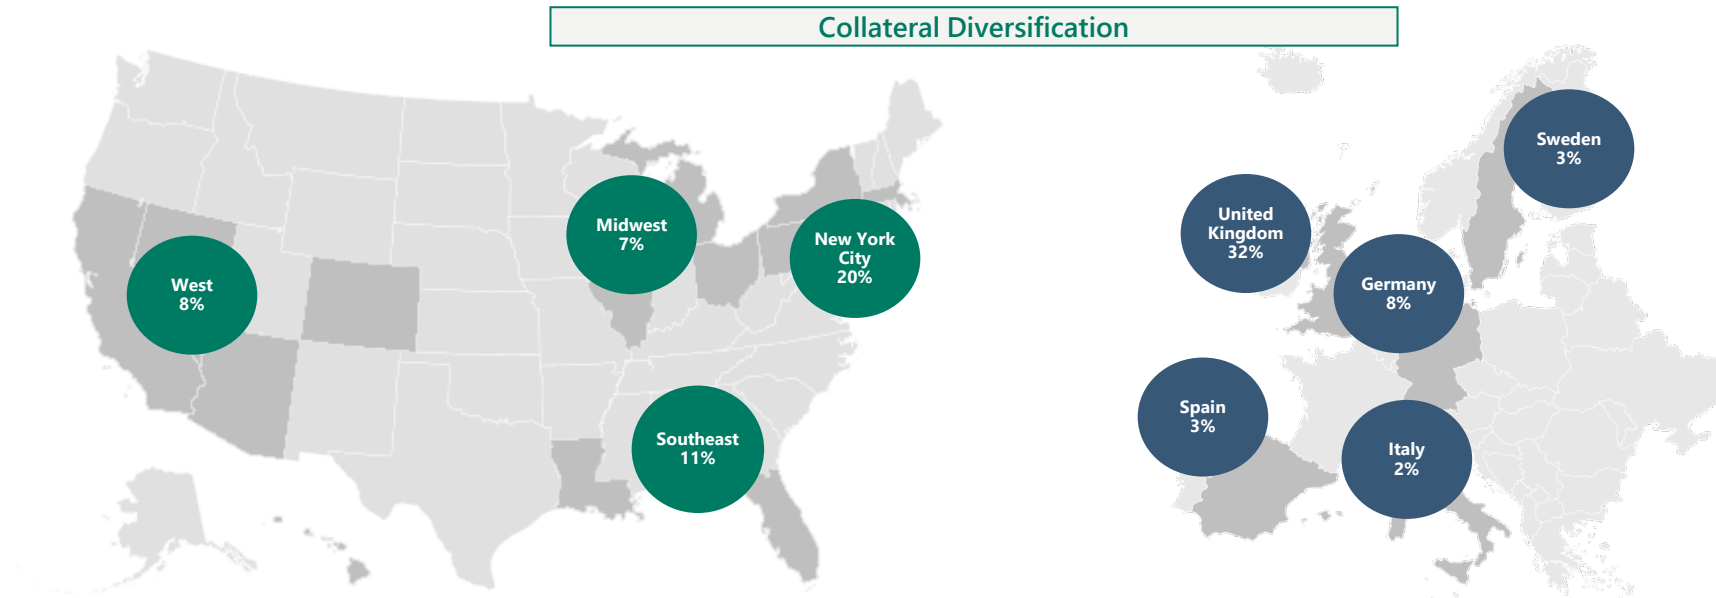 Collateral Diversification
West
8%
Midwest
7%
New York
City
20%
Southeast
11%
United
Kingdom
32%
Sweden
3%
Germany
8%
Spain
3%
Italy
2%